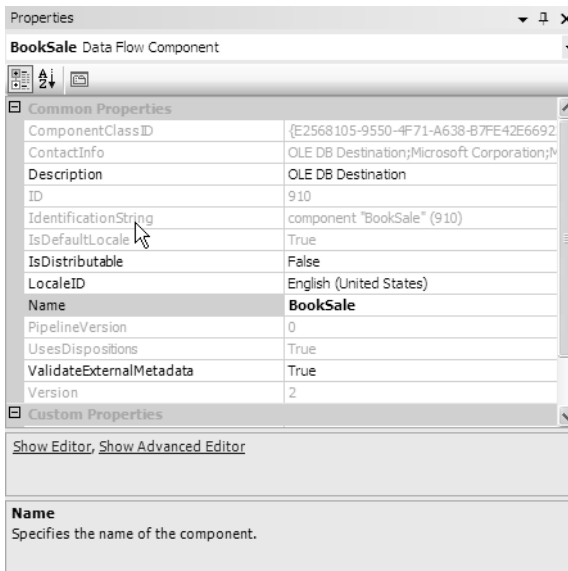 Properties
BookSale Data Flow Component
Common Properties
ComponentClassID {E2568105-9550-4F71-A638-B7FE42E6692
ContactInfo OLE DB Destination;Microsoft Corporation;M
Description OLE DB Destination
ID 910
IdentificationString component "BookSale" (910)
IsDefaultLocale True
IsDistributable False
LocaleID English (United States)
Name BookSale
PipelineVersion 0
UsesDispositions True
ValidateExternalMetadata True
Version 2
Custom Properties
Show Editor, Show Advanced Editor
Name
Specifies the name of the component.